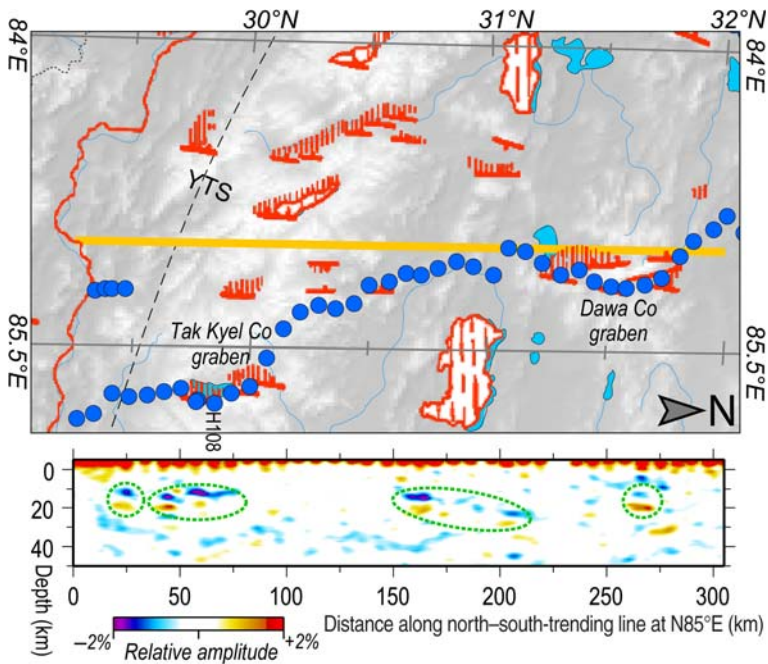 30°N 31°N 32°N
84°E 84°E
YTS
Tak Kyel Co
graben
Dawa Co
graben
85.5°E 85.5°E
H108
N
0
20
40
Depth (km)
0 50 100 150 200 250 300
−2% +2%
Relative amplitude
Distance along north–south-trending line at N85°E (km)